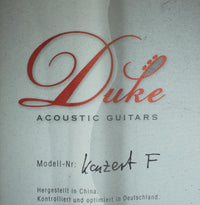 Duke
ACOUSTIC GUITARS
Modell-Nr: Konzert F
Hergestellt in China.
Kontrolliert und optimiert in Deutschland.